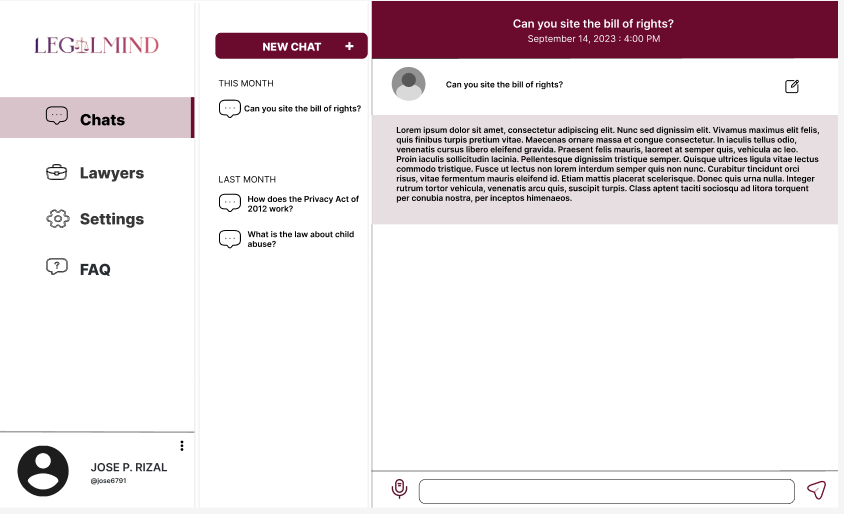 LEGALMIND
Chats
Lawyers
Settings
?
FAQ
JOSE P. RIZAL
@jose6791
NEW CHAT +
THIS MONTH
Can you site the bill of rights?
LAST MONTH
How does the Privacy Act of
2012 work?
What is the law about child
abuse?
Can you site the bill of rights?
September 14, 2023 : 4:00 PM
Can you site the bill of rights?
Lorem ipsum dolor sit amet, consectetur adipiscing elit. Nunc sed dignissim elit. Vivamus maximus elit felis,
quis finibus turpis pretium vitae. Maecenas ornare massa et congue consectetur. In iaculis tellus odio,
venenatis cursus libero eleifend gravida. Praesent felis mauris, laoreet at semper quis, vehicula ac leo.
Proin iaculis sollicitudin lacinia. Pellentesque dignissim tristique semper. Quisque ultrices ligula vitae lectus
commodo tristique. Fusce ut lectus non lorem interdum semper quis non nunc. Curabitur tincidunt orci
risus, vitae fermentum mauris eleifend id. Etiam mattis placerat scelerisque. Donec quis urna nulla. Integer
rutrum tortor vehicula, venenatis arcu quis, suscipit turpis. Class aptent taciti sociosqu ad litora torquent
per conubia nostra, per inceptos himenaeos.